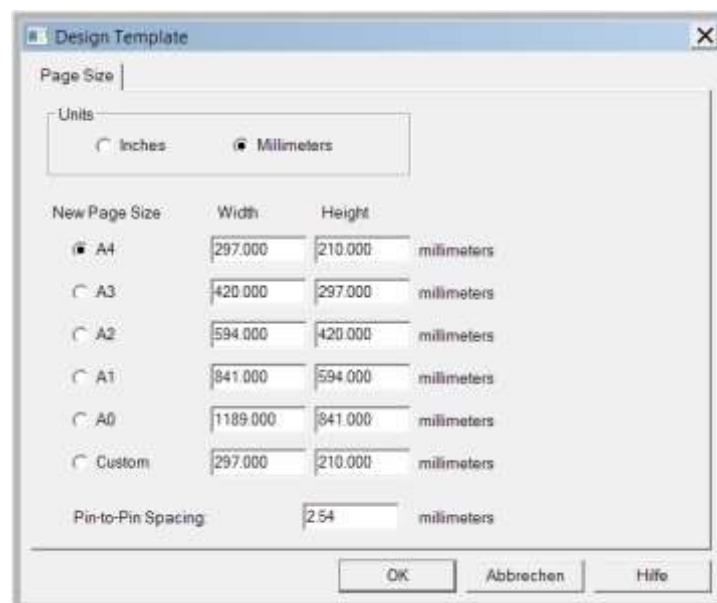 Design Template
Page Size
Units
Inches Millimeters
New Page Size Width Height
A4 297.000 210.000 millimeters
A3 420.000 297.000 millimeters
A2 594.000 420.000 millimeters
A1 841.000 594.000 millimeters
A0 1189.000 841.000 millimeters
Custom 297.000 210.000 millimeters
Pin-to-Pin Spacing: 2.54 millimeters
OK Abbrechen Hilfe